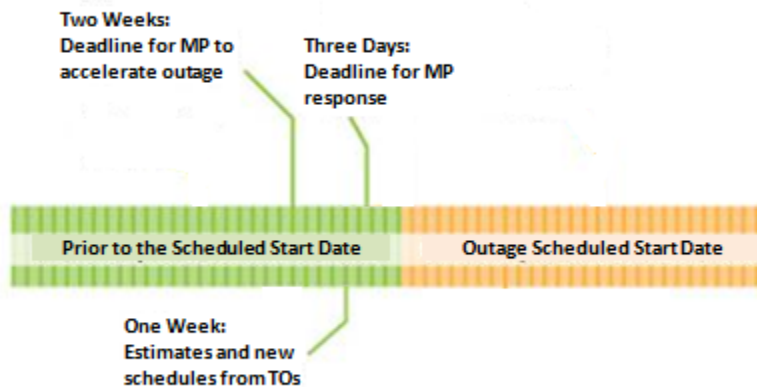 Two Weeks:
Deadline for MP to
accelerate outage
Three Days:
Deadline for MP
response
Prior to the Scheduled Start Date
Outage Scheduled Start Date
One Week:
Estimates and new
schedules from TOs